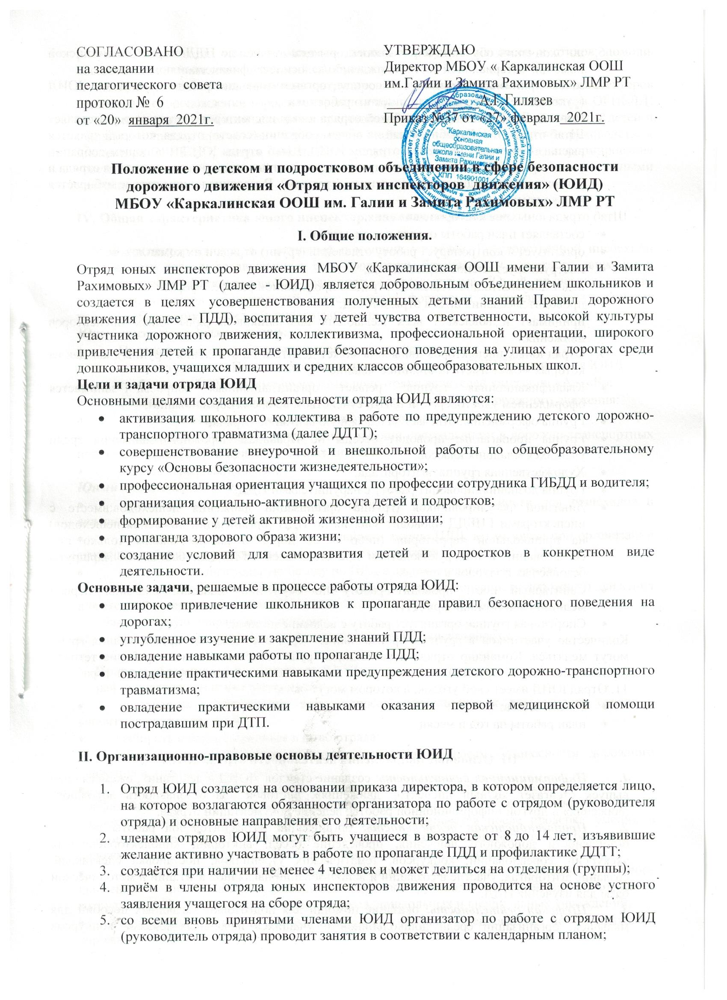 СОГЛАСОВАНО
на заседании
педагогического совета
протокол № 6
от «20» января 2021г.
УТВЕРЖДАЮ
Директор МБОУ « Каркалинская ООШ
им.Галии и Замита Рахимовых» ЛМР РТ
______________А.Г.Гилязев
Приказ №37 от «27» февраля 2021г.
"Каркалинская
основная
общеобразовательная
школа имени Галии и
Замита Рахимовых"
КПП 164901001
Положение о детском и подростковом объединении в сфере безопасности
дорожного движения «Отряд юных инспекторов движения» (ЮИД)
МБОУ «Каркалинская ООШ им. Галии и Замита Рахимовых» ЛМР РТ
I. Общие положения.
Отряд юных инспекторов движения МБОУ «Каркалинская ООШ имени Галии и Замита
Рахимовых» ЛМР РТ (далее - ЮИД) является добровольным объединением школьников и
создается в целях усовершенствования полученных детьми знаний Правил дорожного
движения (далее - ПДД), воспитания у детей чувства ответственности, высокой культуры
участника дорожного движения, коллективизма, профессиональной ориентации, широкого
привлечения детей к пропаганде правил безопасного поведения на улицах и дорогах среди
дошкольников, учащихся младших и средних классов общеобразовательных школ.
Цели и задачи отряда ЮИД
Основными целями создания и деятельности отряда ЮИД являются:
• активизация школьного коллектива в работе по предупреждению детского дорожно-
транспортного травматизма (далее ДДТТ);
• совершенствование внеурочной и внешкольной работы по общеобразовательному
курсу «Основы безопасности жизнедеятельности»;
• профессиональная ориентация учащихся по профессии сотрудника ГИБДД и водителя;
• организация социально-активного досуга детей и подростков;
• формирование у детей активной жизненной позиции;
• пропаганда здорового образа жизни;
• создание условий для саморазвития детей и подростков в конкретном виде
деятельности.
Основные задачи, решаемые в процессе работы отряда ЮИД:
• широкое привлечение школьников к пропаганде правил безопасного поведения на
дорогах;
• углубленное изучение и закрепление знаний ПДД;
• овладение навыками работы по пропаганде ПДД;
• овладение практическими навыками предупреждения детского дорожно-транспортного
травматизма;
• овладение практическими навыками оказания первой медицинской помощи
пострадавшим при ДТП.
II. Организационно-правовые основы деятельности ЮИД
1. Отряд ЮИД создается на основании приказа директора, в котором определяется лицо,
на которое возлагаются обязанности организатора по работе с отрядом (руководителя
отряда) и основные направления его деятельности;
2. членами отрядов ЮИД могут быть учащиеся в возрасте от 8 до 14 лет, изъявившие
желание активно участвовать в работе по пропаганде ПДД и профилактике ДДТТ;
3. создаётся при наличии не менее 4 человек и может делиться на отделения (группы);
4. приём в члены отряда юных инспекторов движения проводится на основе устного
заявления учащегося на сборе отряда;
5. со всеми вновь принятыми членами ЮИД организатор по работе с отрядом ЮИД
(руководитель отряда) проводит занятия в соответствии с календарным планом;